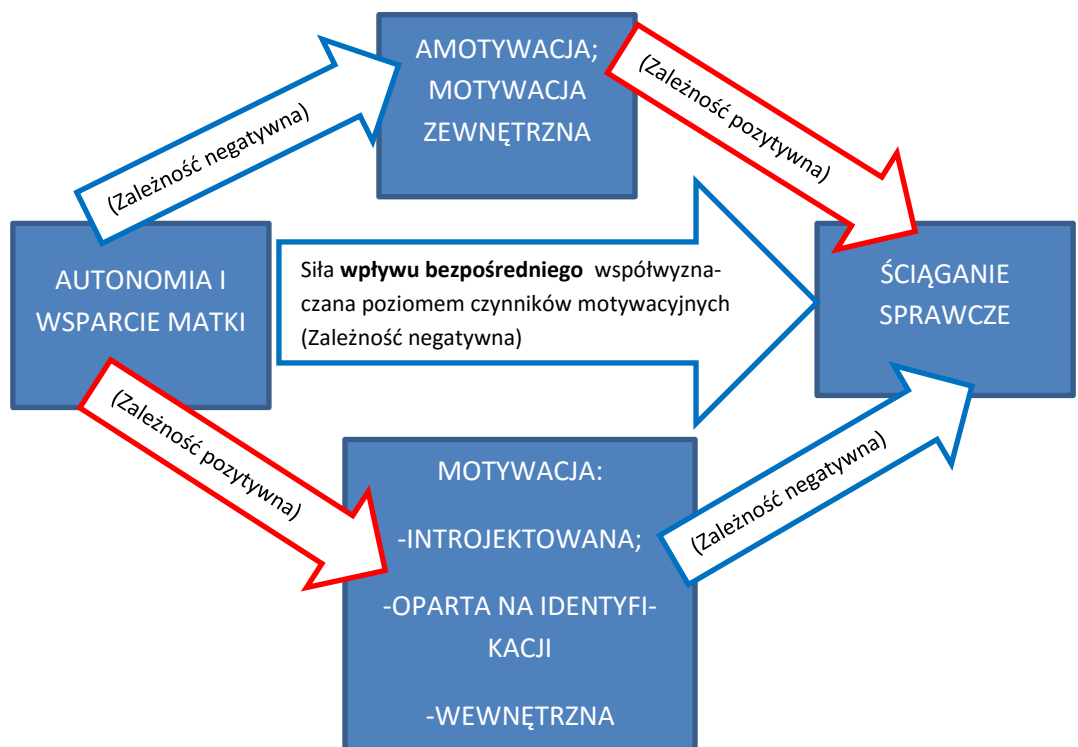 AMOTYWACJA;
MOTYWACJA
ZEWNĘTRZNA
(Zależność negatywna)
(Zależność pozytywna)
AUTONOMIA I
WSPARCIE MATKI
Siła wpływu bezpośredniego współwyzna-
czana poziomem czynników motywacyjnych
(Zależność negatywna)
ŚCIĄGANIE
SPRAWCZE
(Zależność pozytywna)
(Zależność negatywna)
MOTYWACJA:
-INTROJEKTOWANA;
-OPARTA NA IDENTYFI-
KACJI
-WEWNĘTRZNA